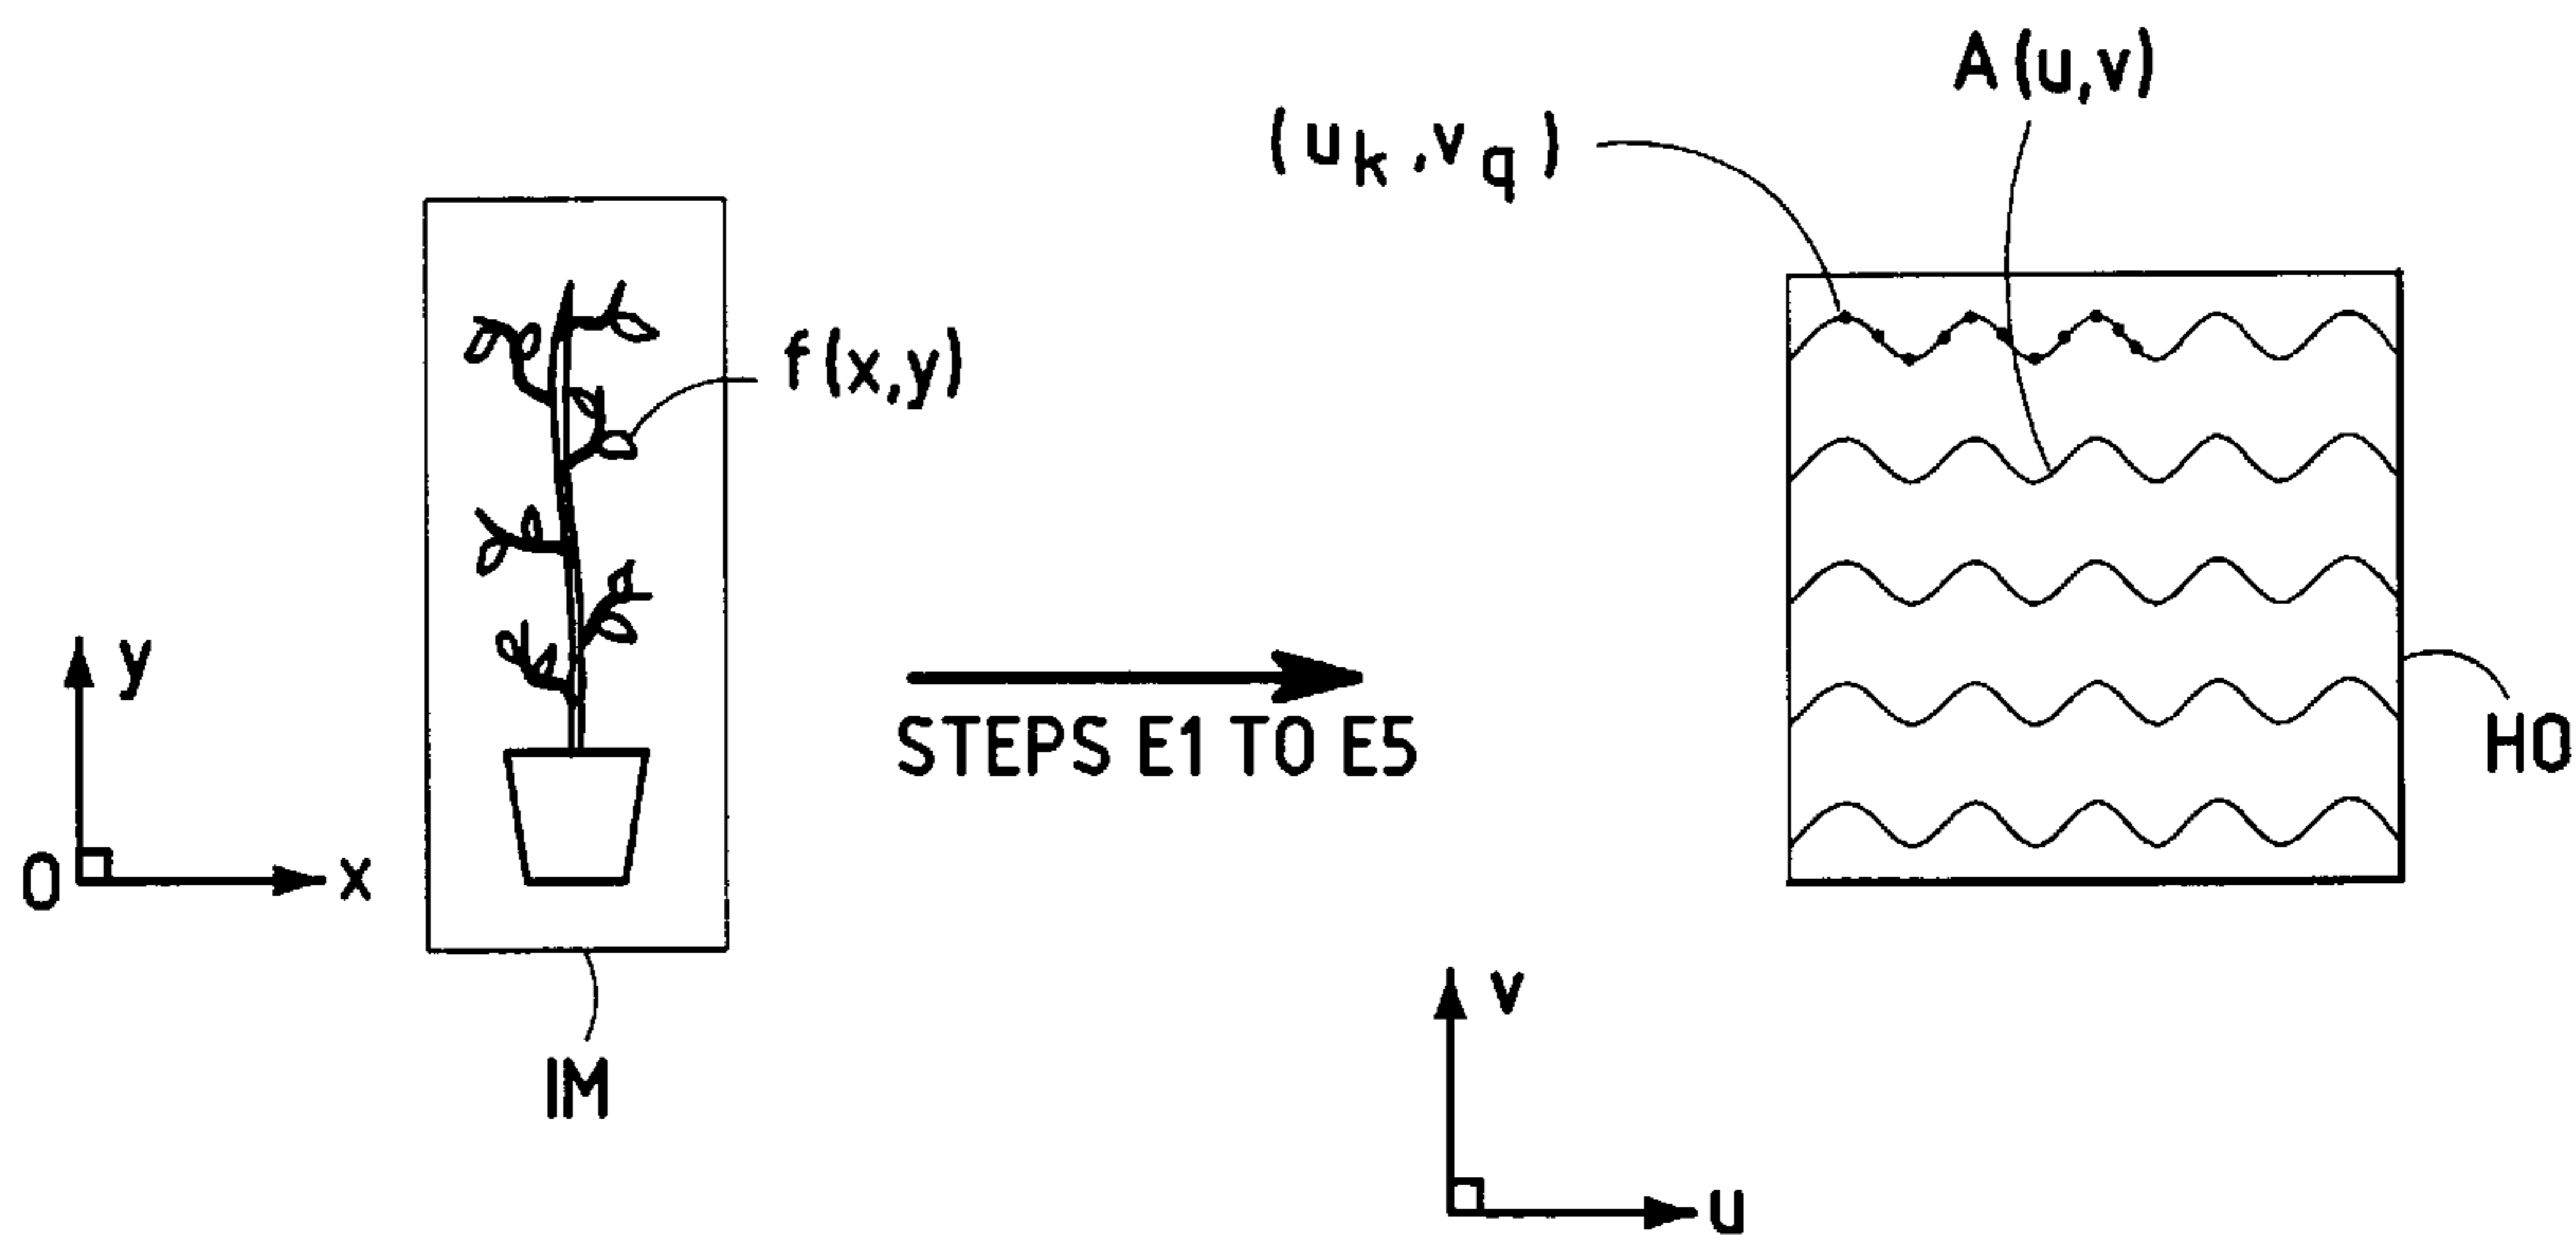 A(u,v)
(uk,vq)
f(x,y)
y
O
x
STEPS E1 TO E5
HO
IM
v
u